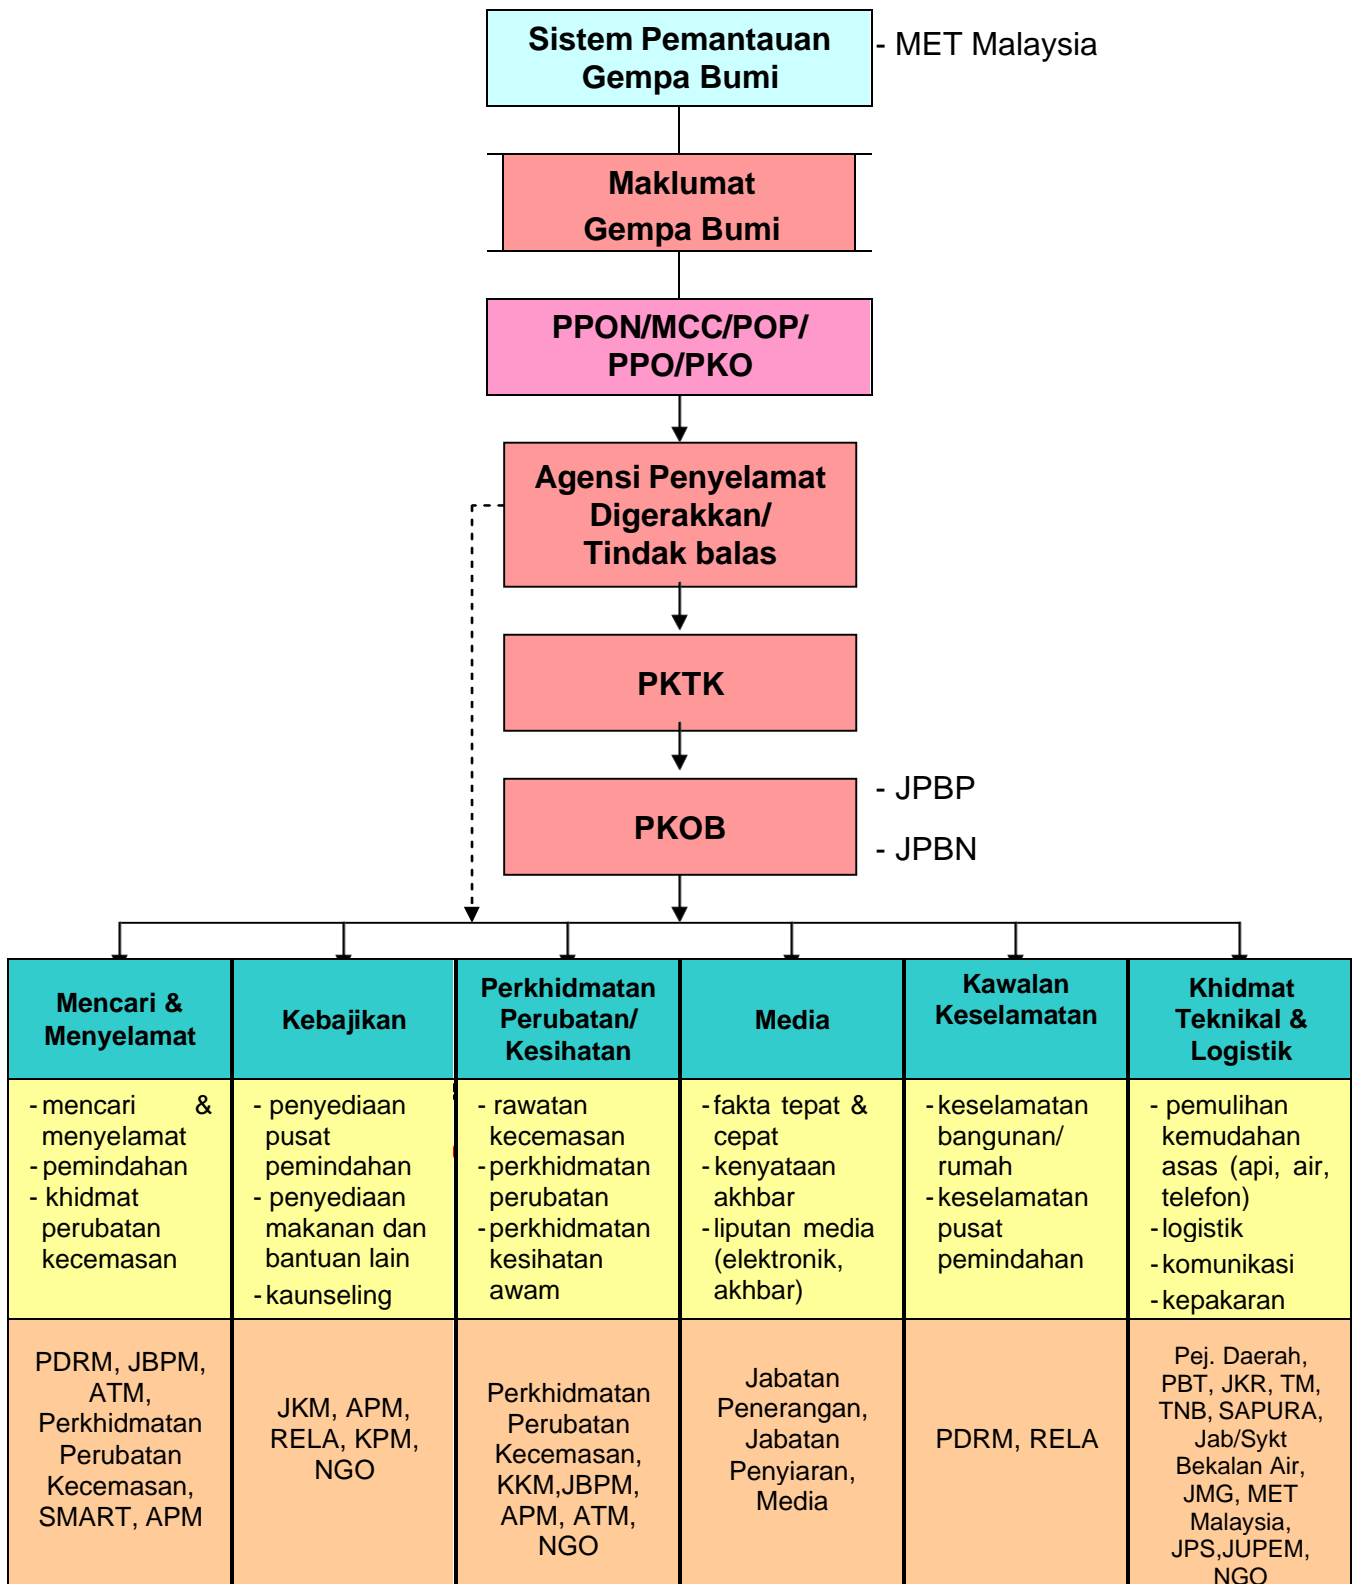 Sistem Pemantauan
Gempa Bumi
- MET Malaysia
Maklumat
Gempa Bumi
PPON/MCC/POP/
PPO/PKO
Agensi Penyelamat
Digerakkan/
Tindak balas
PKTK
PKOB
- JPBP
- JPBN
Mencari &
Menyelamat
Kebajikan
Perkhidmatan
Perubatan/
Kesihatan
Media
Kawalan
Keselamatan
Khidmat
Teknikal &
Logistik
- mencari &
menyelamat
- pemindahan
- khidmat
perubatan
kecemasan
- penyediaan
pusat
pemindahan
- penyediaan
makanan dan
bantuan lain
- kaunseling
- rawatan
kecemasan
- perkhidmatan
perubatan
- perkhidmatan
kesihatan
awam
- fakta tepat &
cepat
- kenyataan
akhbar
- liputan media
(elektronik,
akhbar)
- keselamatan
bangunan/
rumah
- keselamatan
pusat
pemindahan
- pemulihan
kemudahan
asas (api, air,
telefon)
- logistik
- komunikasi
- kepakaran
PDRM, JBPM,
ATM,
Perkhidmatan
Perubatan
Kecemasan,
SMART, APM
JKM, APM,
RELA, KPM,
NGO
Perkhidmatan
Perubatan
Kecemasan,
KKM,JBPM,
APM, ATM,
NGO
Jabatan
Penerangan,
Jabatan
Penyiaran,
Media
PDRM, RELA
Pej. Daerah,
PBT, JKR, TM,
TNB, SAPURA,
Jab/Sykt
Bekalan Air,
JMG, MET
Malaysia,
JPS,JUPEM,
NGO